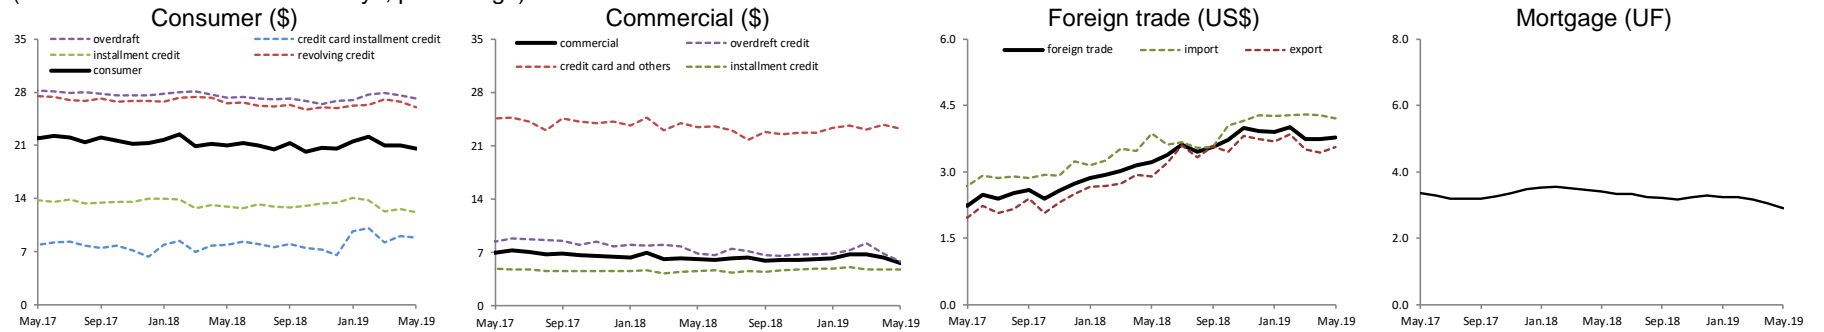 Consumer ($)
overdraft
credit card installment credit
installment credit
revolving credit
consumer
35
28
21
14
7
0
May.17
Sep.17
Jan.18
May.18
Sep.18
Jan.19
May.19
Commercial ($)
commercial
overdreft credit
credit card and others
installment credit
35
28
21
14
7
0
May.17
Sep.17
Jan.18
May.18
Sep.18
Jan.19
May.19
Foreign trade (US$)
foreign trade
import
export
6.0
4.5
3.0
1.5
0.0
May.17
Sep.17
Jan.18
May.18
Sep.18
Jan.19
May.19
Mortgage (UF)
8.0
6.0
4.0
2.0
0.0
May.17
Sep.17
Jan.18
May.18
Sep.18
Jan.19
May.19